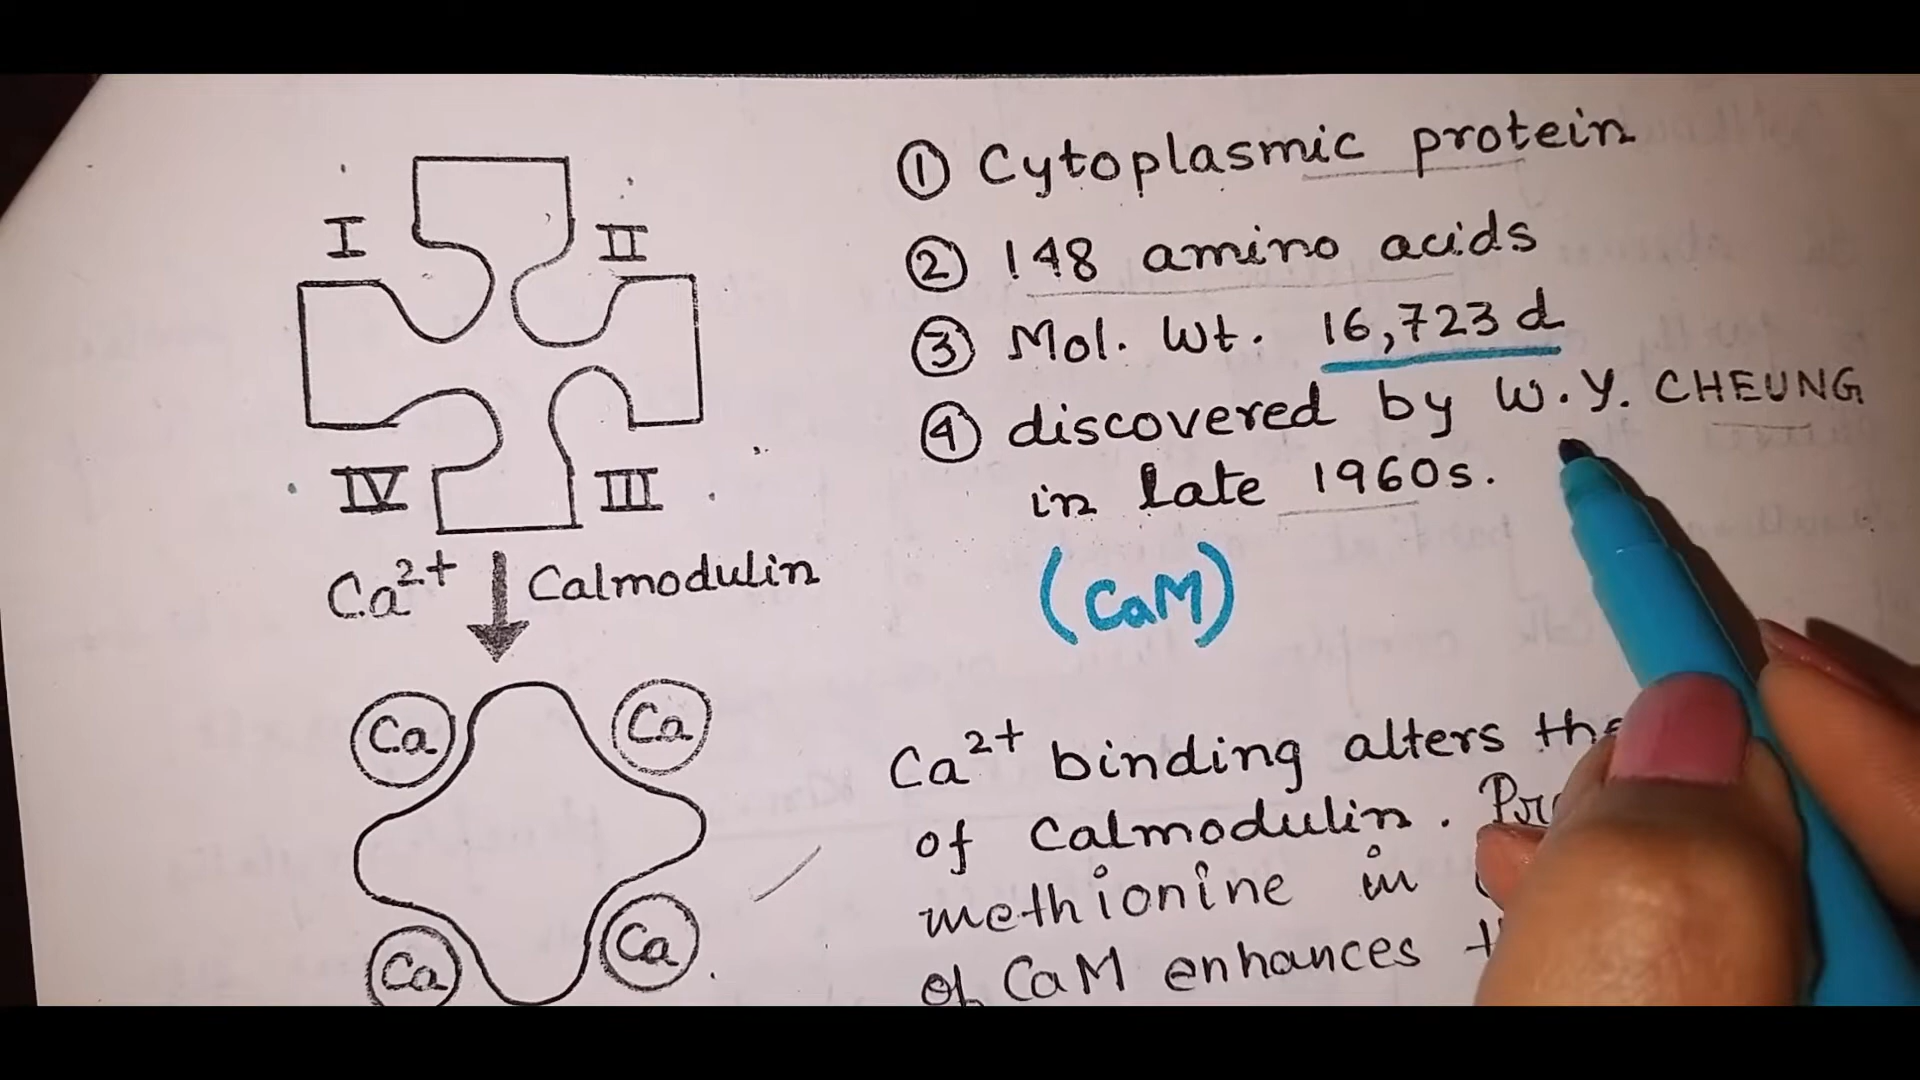 I
II
IV
III
Ca2+
Calmodulin
Ca
Ca
Ca
Ca
① Cytoplasmic protein
② 148 amino acids
③ Mol. Wt. 16,723 d
④ discovered by W.Y. CHEUNG
in late 1960s.
(CaM)
Ca2+ binding alters
of Calmodulin.
methionine in
of CaM enhances